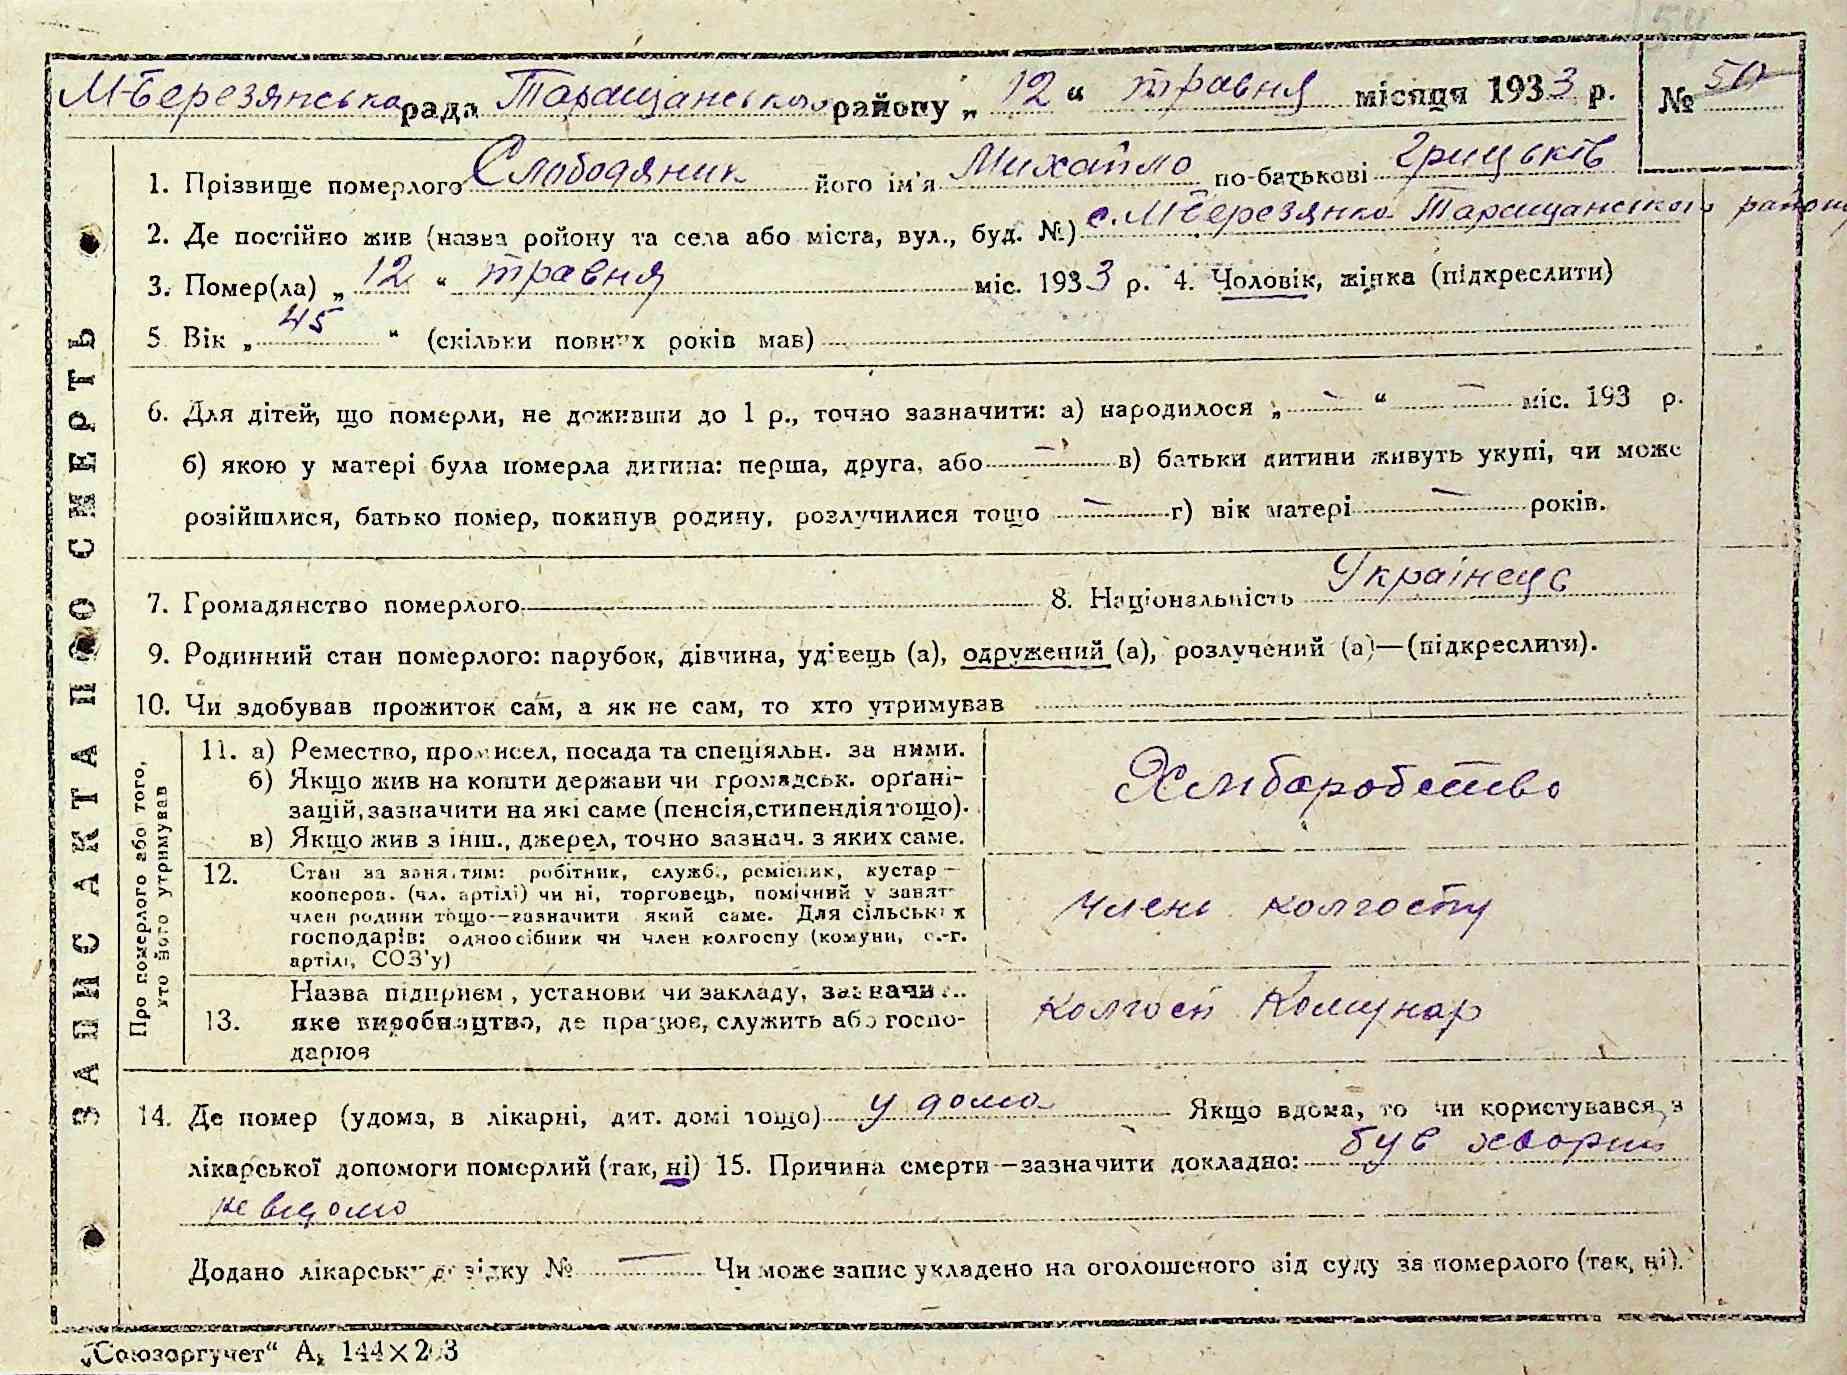 М-Березянська рада Таращанського району „ 12 “ травня місяця 1933 р. № 50
ЗАПИС АКТА ПРО СМЕРТЬ
1. Прізвище померлого Слободяник його ім'я Михайло по-батькові Грицьків
2. Де постійно жив (назва ройону та села або міста, вул., буд. №) с. М Березянка Таращанського району
3. Помер(ла) „ 12 “ травня міс. 1933 р. 4. Чоловік, жінка (підкреслити)
5 Вік „ 45 “ (скільки повних років мав)
6. Для дітей, що померли, не доживши до 1 р., точно зазначити: а) народилося „ — “ — міс. 193 р.
б) якою у матері була померла дитина: перша, друга, або — в) батьки дитини живуть укупі, чи може
розійшлися, батько помер, покинув родину, розлучилися тощо — г) вік матері — років.
7. Громадянство померлого 8. Національність Українець
9. Родинний стан померлого: парубок, дівчина, удівець (а), одружений (а), розлучений (а)—(підкреслити).
10. Чи здобував прожиток сам, а як не сам, то хто утримував
Про померлого або того,
хто його утримував
11. а) Ремество, промисел, посада та спеціяльн. за ними.
б) Якщо жив на кошти держави чи громадськ. орґані-
зацій, зазначити на які саме (пенсія, стипендія тощо).
в) Якщо жив з інш., джерел, точно зазнач. з яких саме.
Хліборобство
12. Стан за занятям: робітник, служб., ремісник, кустар —
кооперов. (чл. артілі) чи ні, торговець, помічний у занят
член родини тощо—зазначити який саме. Для сільських
господарів: одноосібник чи член колгоспу (комуни, с.-г.
артілі, СОЗ'у)
член колгоспу
Назва підприєм, установи чи закладу, зазначи...
13. яке виробництво, де працює, служить або госпо-
дарює
колгосп Комунар
14. Де помер (удома, в лікарні, дит. домі тощо) у дома Якщо вдома, то чи користувався з
лікарської допомоги померлий (так, ні) 15. Причина смерти—зазначити докладно: був хворий
не відомо
Додано лікарську довідку № — Чи може запис укладено на оголошеного від суду за померлого (так, ні).
„Союзоргучет“ А, 144×203